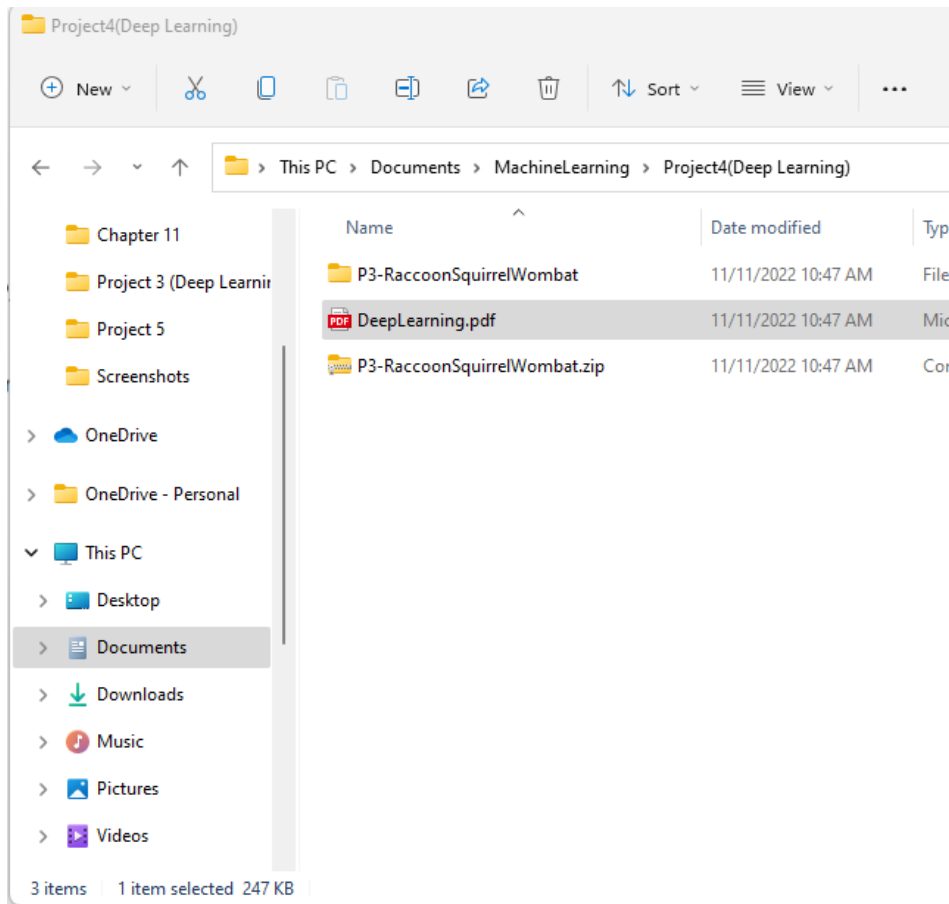 Project4(Deep Learning)
New Sort View ...
This PC > Documents > MachineLearning > Project4(Deep Learning)
Name Date modified Typ
Chapter 11
Project 3 (Deep Learnir
Project 5
Screenshots
OneDrive
OneDrive - Personal
This PC
Desktop
Documents
Downloads
Music
Pictures
Videos
P3-RaccoonSquirrelWombat 11/11/2022 10:47 AM File
PDF DeepLearning.pdf 11/11/2022 10:47 AM Mic
P3-RaccoonSquirrelWombat.zip 11/11/2022 10:47 AM Cor
3 items 1 item selected 247 KB